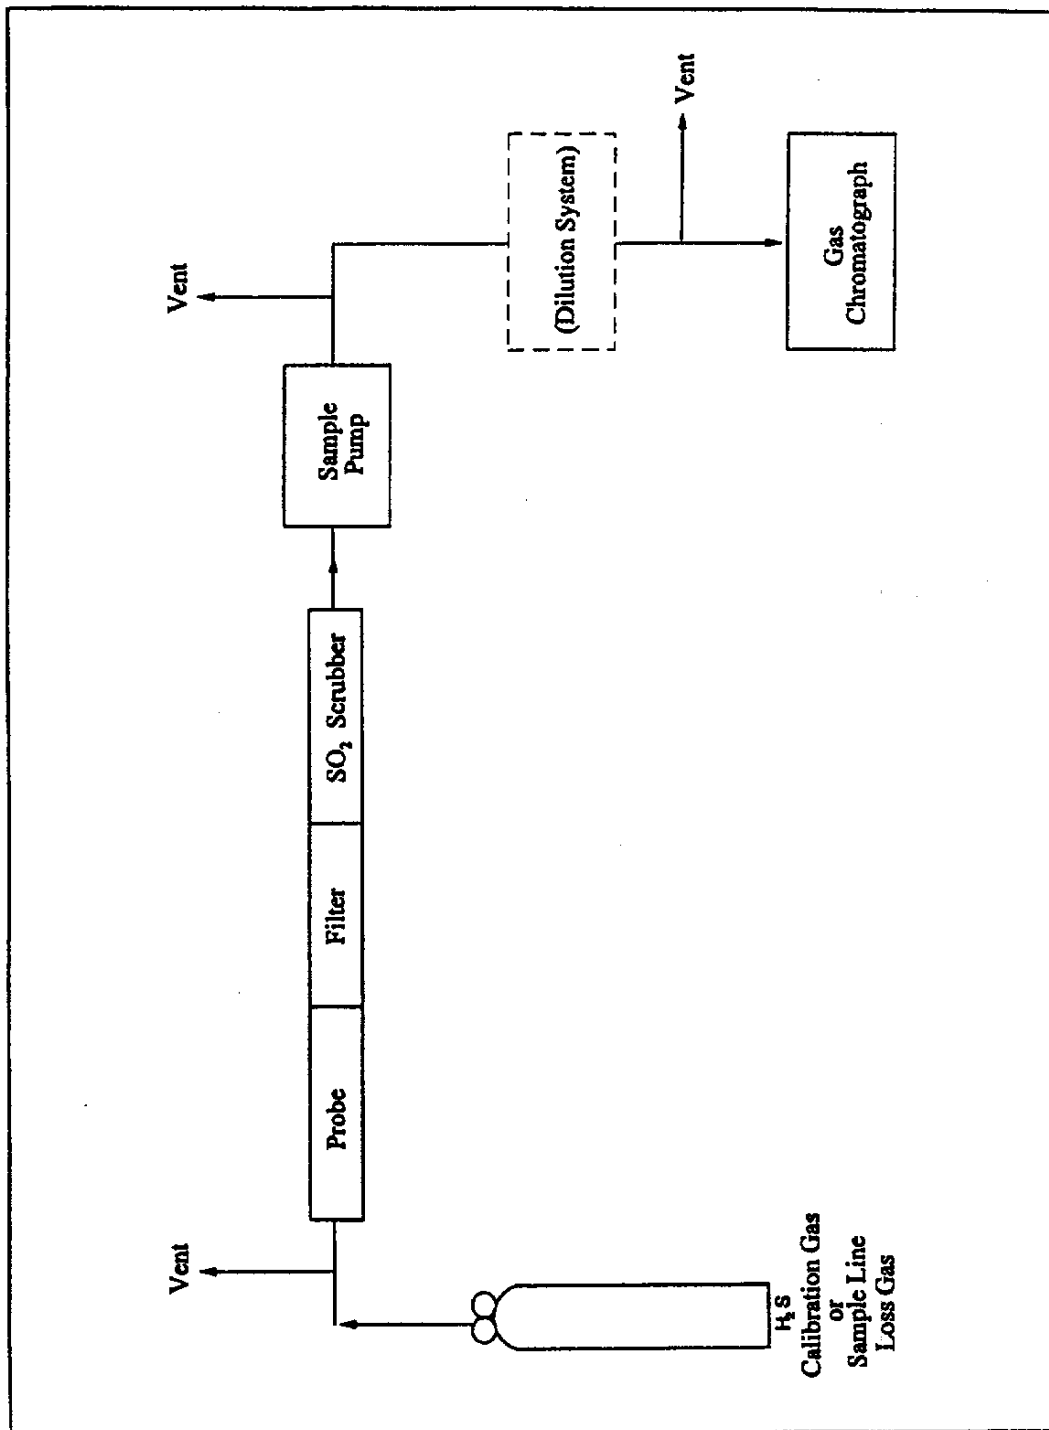 Vent
H₂S
Calibration Gas
or
Sample Line
Loss Gas
Probe
Filter
SO₂ Scrubber
Sample
Pump
Vent
(Dilution System)
Vent
Gas
Chromatograph